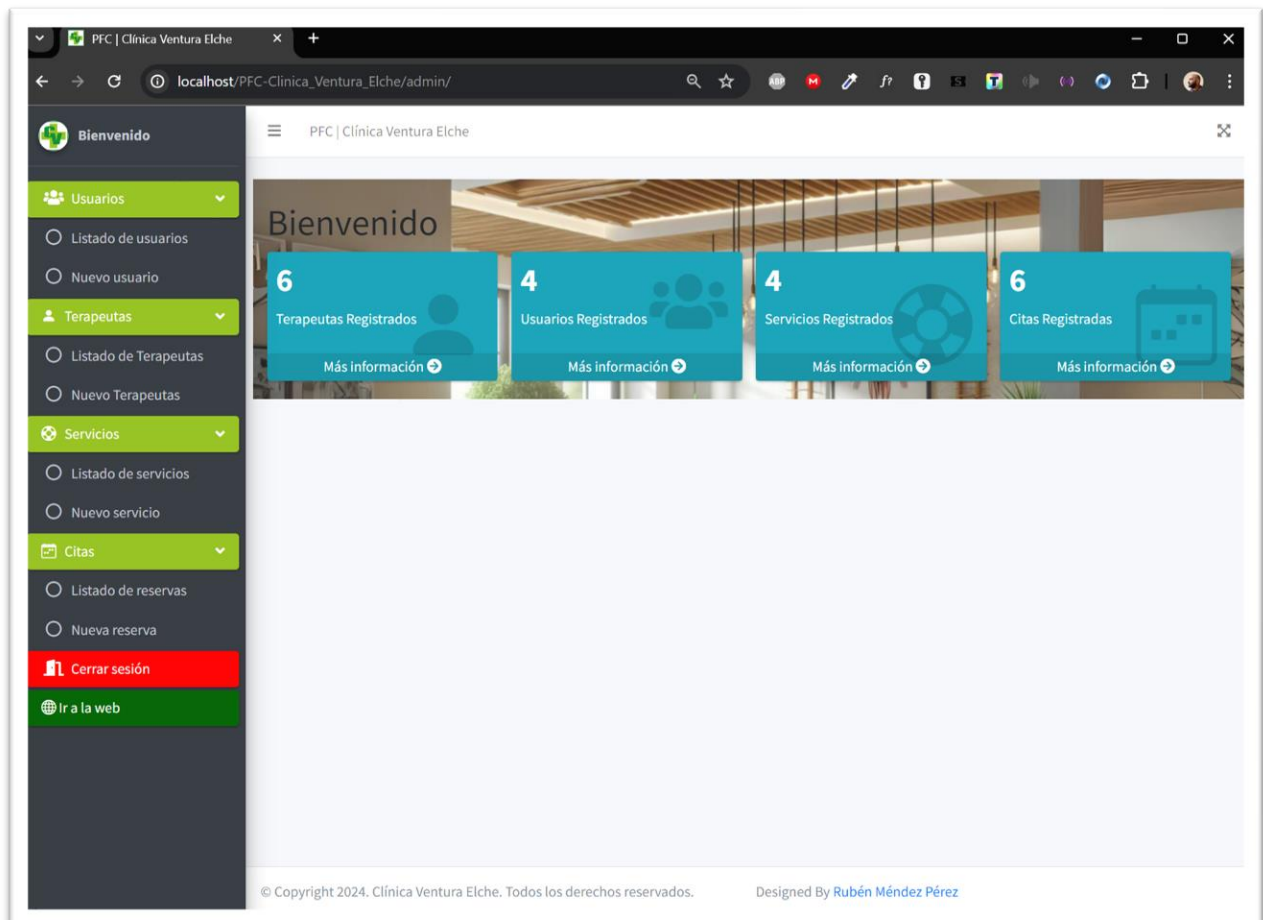 PFC | Clínica Ventura Elche
localhost/PFC-Clinica_Ventura_Elche/admin/
Bienvenido
PFC | Clínica Ventura Elche
Usuarios
Listado de usuarios
Nuevo usuario
Terapeutas
Listado de Terapeutas
Nuevo Terapeutas
Servicios
Listado de servicios
Nuevo servicio
Citas
Listado de reservas
Nueva reserva
Cerrar sesión
Ir a la web
Bienvenido
6
Terapeutas Registrados
Más información
4
Usuarios Registrados
Más información
4
Servicios Registrados
Más información
6
Citas Registradas
Más información
© Copyright 2024. Clínica Ventura Elche. Todos los derechos reservados.
Designed By Rubén Méndez Pérez